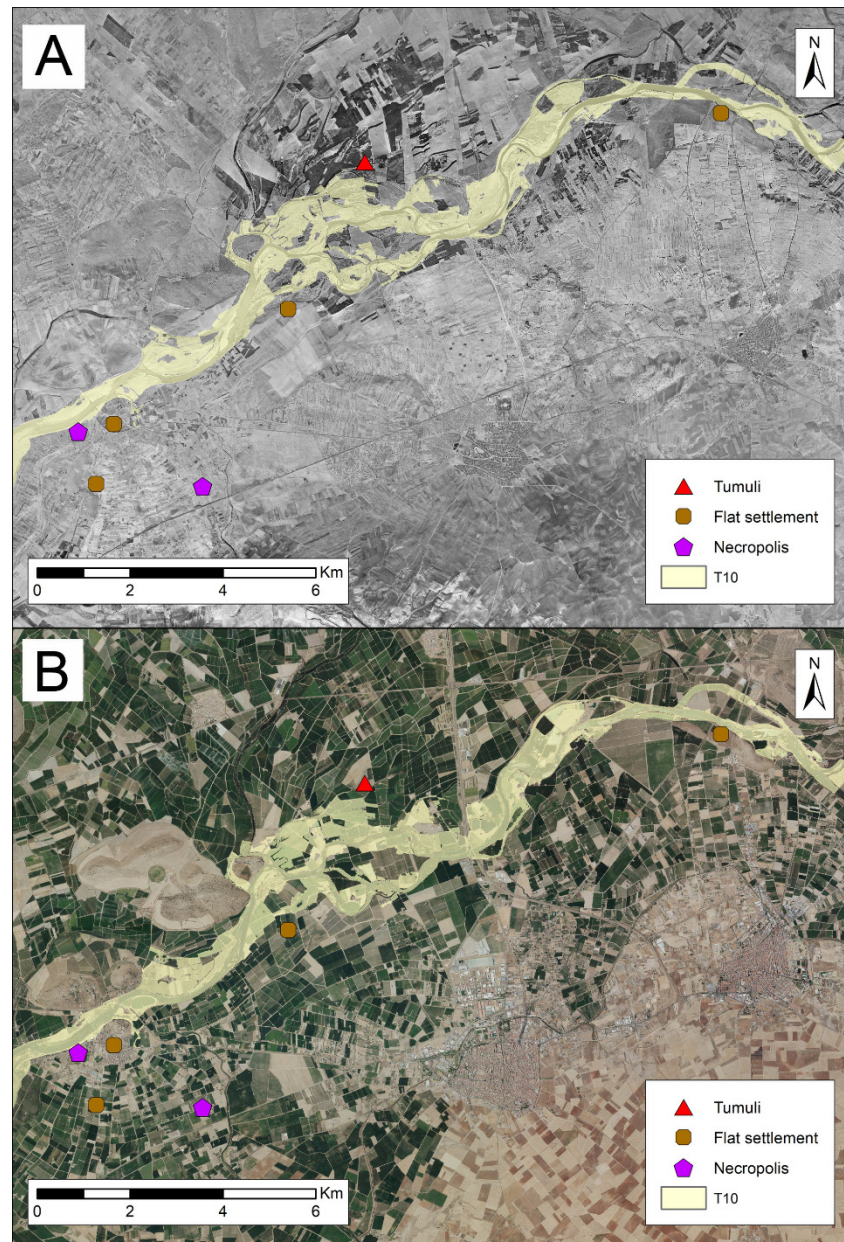 A
N
Tumuli
Flat settlement
Necropolis
T10
Km
0 2 4 6
B
N
Tumuli
Flat settlement
Necropolis
T10
Km
0 2 4 6